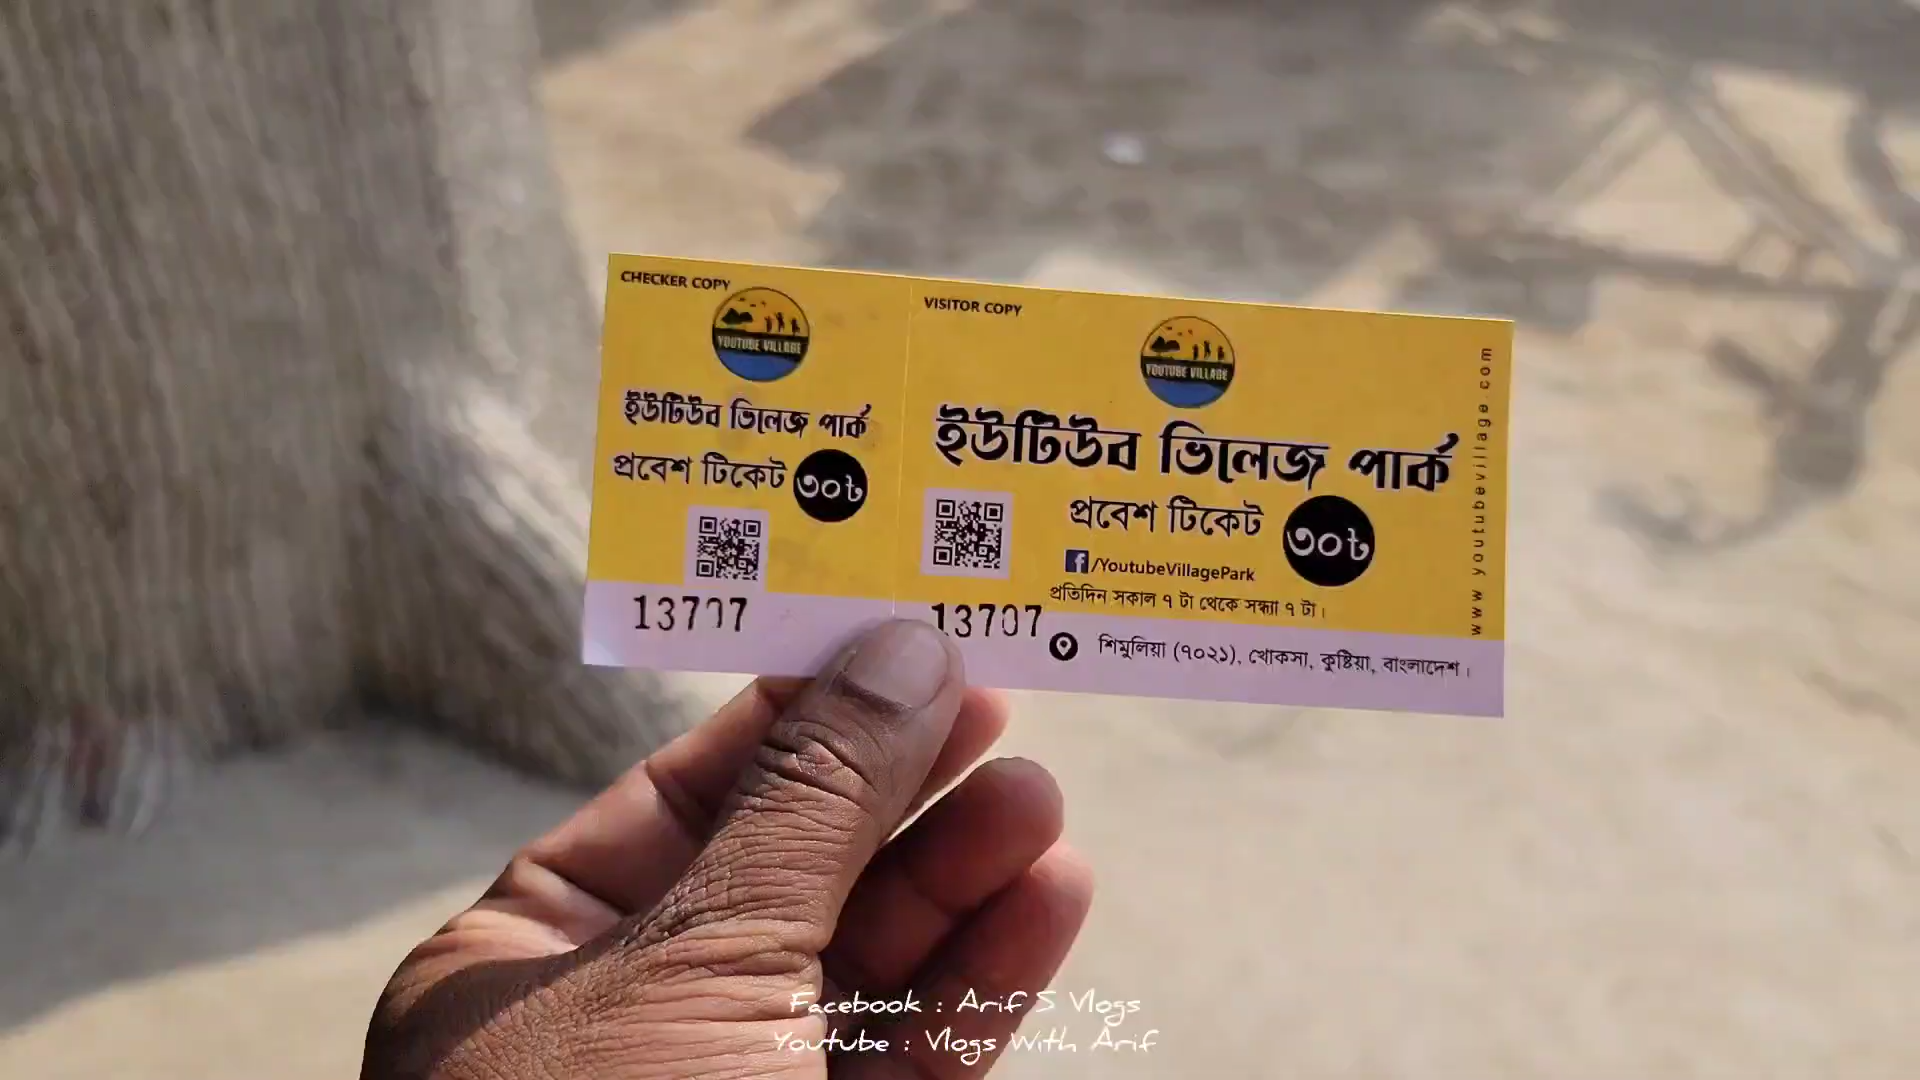 CHECKER COPY
YOUTUBE VILLAGE
ইউটিউব ভিলেজ পার্ক
প্রবেশ টিকেট ৩০৳
13707
VISITOR COPY
YOUTUBE VILLAGE
ইউটিউব ভিলেজ পার্ক
প্রবেশ টিকেট ৩০৳
f/YoutubeVillagePark
প্রতিদিন সকাল ৭ টা থেকে সন্ধ্যা ৭ টা।
13707
শিমুলিয়া (৭০২১), খোকসা, কুষ্টিয়া, বাংলাদেশ।
www youtubevillage.com
Facebook : Arif S Vlogs
Youtube : Vlogs With Arif